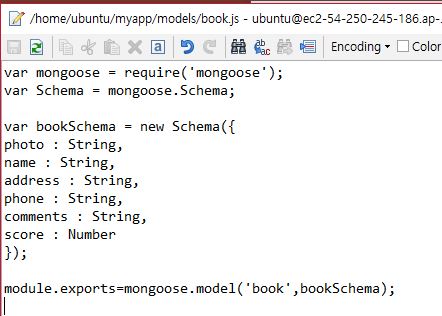 /home/ubuntu/myapp/models/book.js - ubuntu@ec2-54-250-245-186.ap-
Encoding Color
var mongoose = require('mongoose');
var Schema = mongoose.Schema;
var bookSchema = new Schema({
photo : String,
name : String,
address : String,
phone : String,
comments : String,
score : Number
});
module.exports=mongoose.model('book',bookSchema);